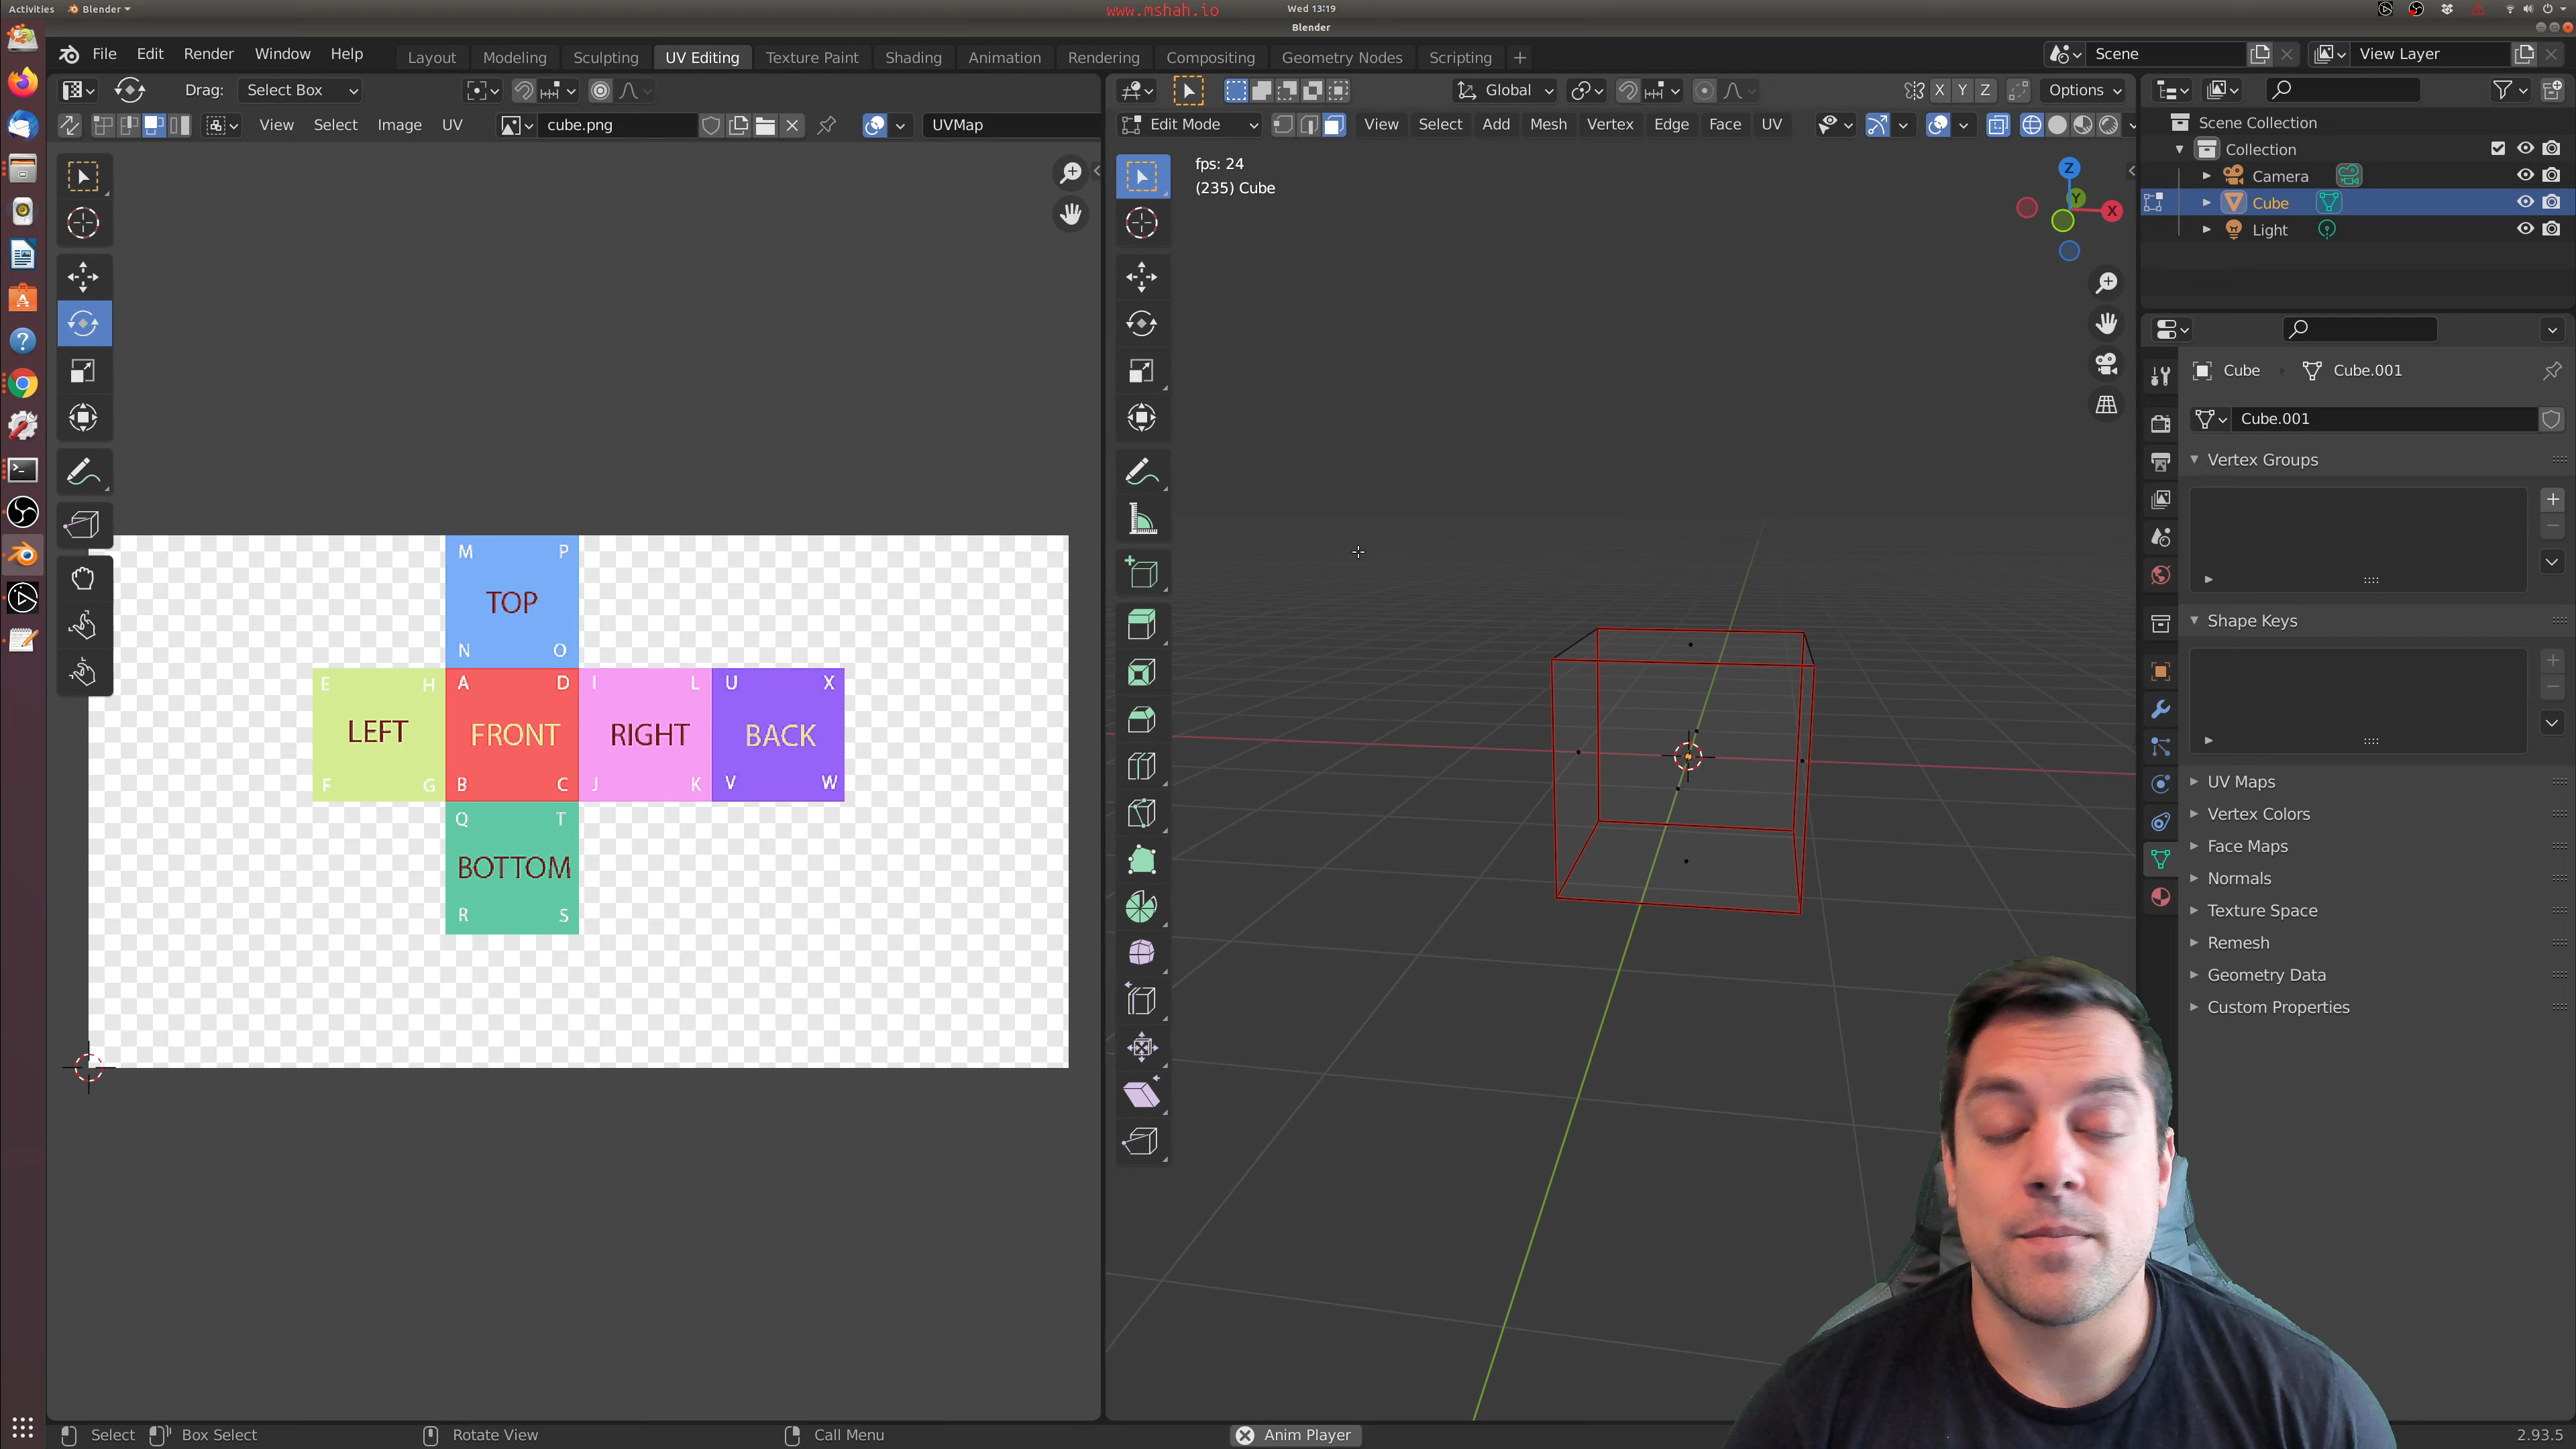 Activities Blender www.mshah.io Wed 13:19
Blender
File Edit Render Window Help Layout Modeling Sculpting UV Editing Texture Paint Shading Animation Rendering Compositing Geometry Nodes Scripting Scene View Layer
Drag: Select Box Global X Y Z Options
View Select Image UV cube.png UVMap Edit Mode View Select Add Mesh Vertex Edge Face UV
Scene Collection
Collection
Camera
Cube
Light
fps: 24
(235) Cube
Z
Y
X
Cube Cube.001
Cube.001
Vertex Groups
Shape Keys
UV Maps
Vertex Colors
Face Maps
Normals
Texture Space
Remesh
Geometry Data
Custom Properties
M P
TOP
N O
E H A D I L U X
LEFT FRONT RIGHT BACK
F G B C J K V W
Q T
BOTTOM
R S
Select Box Select Rotate View Call Menu Anim Player 2.93.5